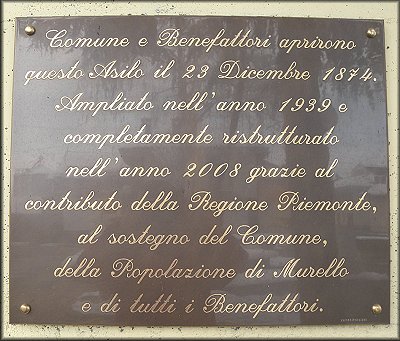 Comune e Benefattori aprirono
questo Asilo il 23 Dicembre 1874.
Ampliato nell'anno 1939 e
completamente ristrutturato
nell'anno 2008 grazie al
contributo della Regione Piemonte,
al sostegno del Comune,
della Popolazione di Murello
e di tutti i Benefattori.